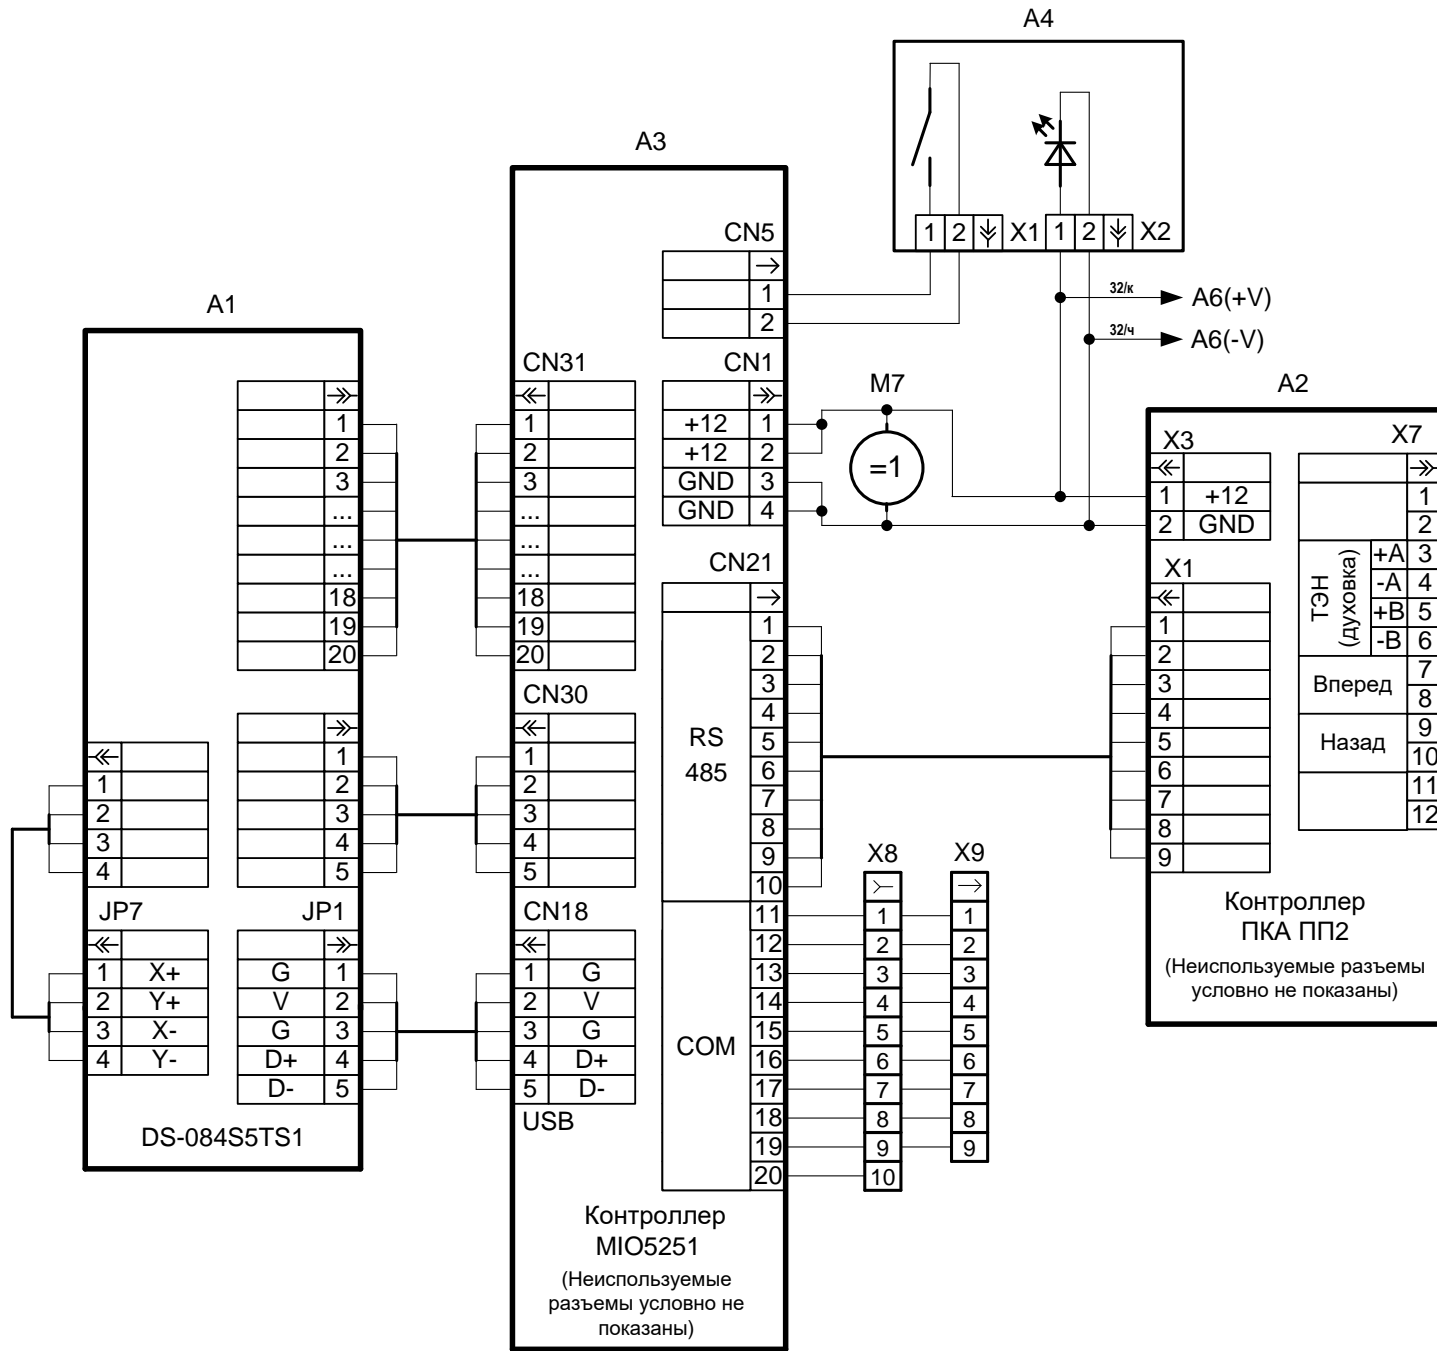 A4
1 2 X1 1 2 X2
32/к A6(+V)
32/ч A6(-V)
A3
CN5
1
2
CN31
1
2
3
...
...
...
18
19
20
CN1
+12 1
+12 2
GND 3
GND 4
M7
=1
CN21
RS
485
1
2
3
4
5
6
7
8
9
10
COM
11
12
13
14
15
16
17
18
19
20
CN30
1
2
3
4
5
CN18
1 G
2 V
3 G
4 D+
5 D-
USB
Контроллер
MIO5251
(Неиспользуемые
разъемы условно не
показаны)
A1
1
2
3
...
...
...
18
19
20
1
2
3
4
5
1
2
3
4
JP7
1 X+
2 Y+
3 X-
4 Y-
JP1
G 1
V 2
G 3
D+ 4
D- 5
DS-084S5TS1
X8
1
2
3
4
5
6
7
8
9
10
X9
1
2
3
4
5
6
7
8
9
A2
X3
1 +12
2 GND
X1
1
2
3
4
5
6
7
8
9
X7
1
2
ТЭН
(духовка)
+A 3
-A 4
+B 5
-B 6
Вперед
7
8
Назад
9
10
11
12
Контроллер
ПКА ПП2
(Неиспользуемые разъемы
условно не показаны)